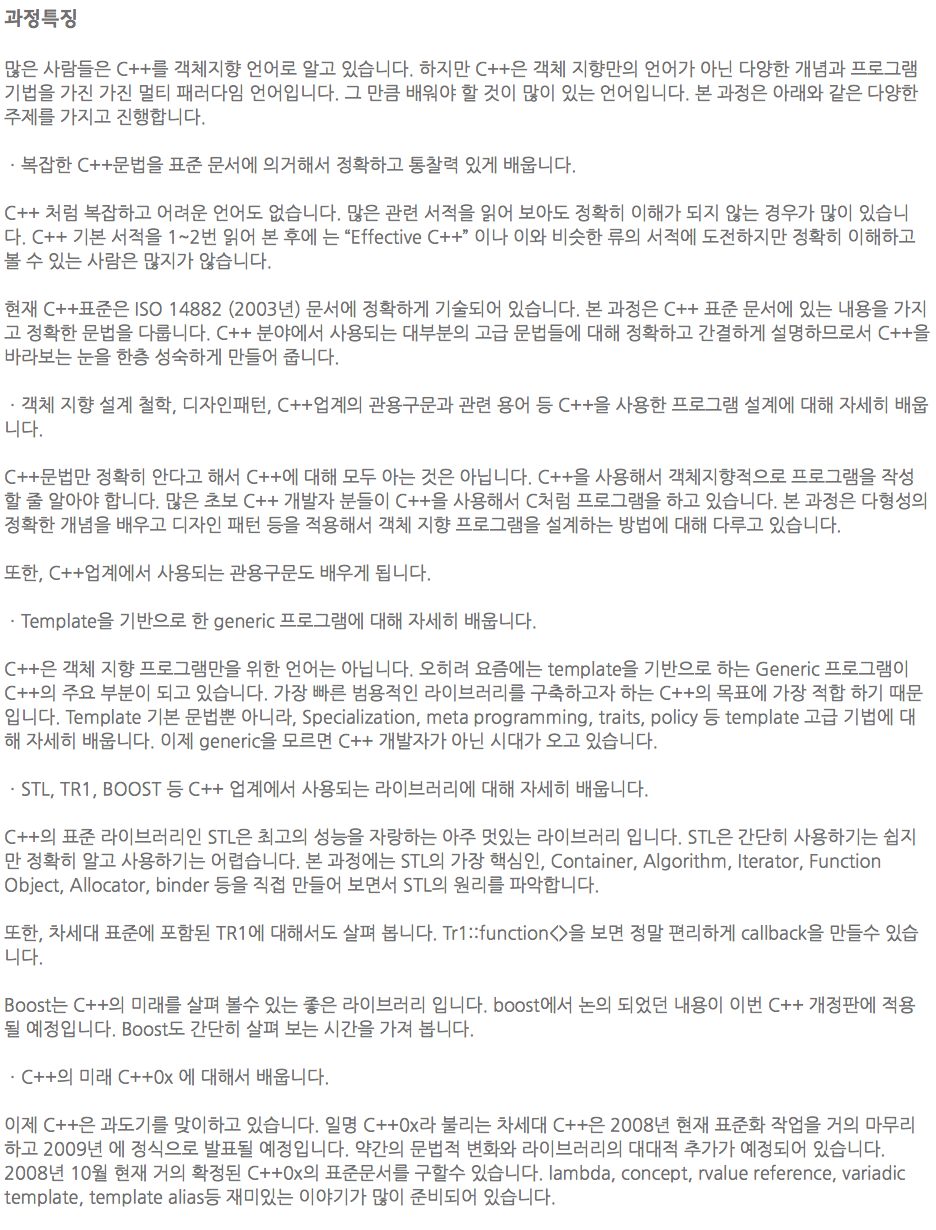 과정특징
많은 사람들은 C++를 객체지향 언어로 알고 있습니다. 하지만 C++은 객체 지향만의 언어가 아닌 다양한 개념과 프로그램
기법을 가진 가진 멀티 패러다임 언어입니다. 그 만큼 배워야 할 것이 많이 있는 언어입니다. 본 과정은 아래와 같은 다양한
주제를 가지고 진행합니다.
· 복잡한 C++문법을 표준 문서에 의거해서 정확하고 통찰력 있게 배웁니다.
C++ 처럼 복잡하고 어려운 언어도 없습니다. 많은 관련 서적을 읽어 보아도 정확히 이해가 되지 않는 경우가 많이 있습니
다. C++ 기본 서적을 1~2번 읽어 본 후에 는 “Effective C++” 이나 이와 비슷한 류의 서적에 도전하지만 정확히 이해하고
볼 수 있는 사람은 많지가 않습니다.
현재 C++표준은 ISO 14882 (2003년) 문서에 정확하게 기술되어 있습니다. 본 과정은 C++ 표준 문서에 있는 내용을 가지
고 정확한 문법을 다룹니다. C++ 분야에서 사용되는 대부분의 고급 문법들에 대해 정확하고 간결하게 설명하므로서 C++을
바라보는 눈을 한층 성숙하게 만들어 줍니다.
· 객체 지향 설계 철학, 디자인패턴, C++업계의 관용구문과 관련 용어 등 C++을 사용한 프로그램 설계에 대해 자세히 배웁
니다.
C++문법만 정확히 안다고 해서 C++에 대해 모두 아는 것은 아닙니다. C++을 사용해서 객체지향적으로 프로그램을 작성
할 줄 알아야 합니다. 많은 초보 C++ 개발자 분들이 C++을 사용해서 C처럼 프로그램을 하고 있습니다. 본 과정은 다형성의
정확한 개념을 배우고 디자인 패턴 등을 적용해서 객체 지향 프로그램을 설계하는 방법에 대해 다루고 있습니다.
또한, C++업계에서 사용되는 관용구문도 배우게 됩니다.
· Template을 기반으로 한 generic 프로그램에 대해 자세히 배웁니다.
C++은 객체 지향 프로그램만을 위한 언어는 아닙니다. 오히려 요즘에는 template을 기반으로 하는 Generic 프로그램이
C++의 주요 부분이 되고 있습니다. 가장 빠른 범용적인 라이브러리를 구축하고자 하는 C++의 목표에 가장 적합 하기 때문
입니다. Template 기본 문법뿐 아니라, Specialization, meta programming, traits, policy 등 template 고급 기법에 대
해 자세히 배웁니다. 이제 generic을 모르면 C++ 개발자가 아닌 시대가 오고 있습니다.
· STL, TR1, BOOST 등 C++ 업계에서 사용되는 라이브러리에 대해 자세히 배웁니다.
C++의 표준 라이브러리인 STL은 최고의 성능을 자랑하는 아주 멋있는 라이브러리 입니다. STL은 간단히 사용하기는 쉽지
만 정확히 알고 사용하기는 어렵습니다. 본 과정에는 STL의 가장 핵심인, Container, Algorithm, Iterator, Function
Object, Allocator, binder 등을 직접 만들어 보면서 STL의 원리를 파악합니다.
또한, 차세대 표준에 포함된 TR1에 대해서도 살펴 봅니다. Tr1::function<>을 보면 정말 편리하게 callback을 만들수 있습
니다.
Boost는 C++의 미래를 살펴 볼수 있는 좋은 라이브러리 입니다. boost에서 논의 되었던 내용이 이번 C++ 개정판에 적용
될 예정입니다. Boost도 간단히 살펴 보는 시간을 가져 봅니다.
· C++의 미래 C++0x 에 대해서 배웁니다.
이제 C++은 과도기를 맞이하고 있습니다. 일명 C++0x라 불리는 차세대 C++은 2008년 현재 표준화 작업을 거의 마무리
하고 2009년 에 정식으로 발표될 예정입니다. 약간의 문법적 변화와 라이브러리의 대대적 추가가 예정되어 있습니다.
2008년 10월 현재 거의 확정된 C++0x의 표준문서를 구할수 있습니다. lambda, concept, rvalue reference, variadic
template, template alias등 재미있는 이야기가 많이 준비되어 있습니다.